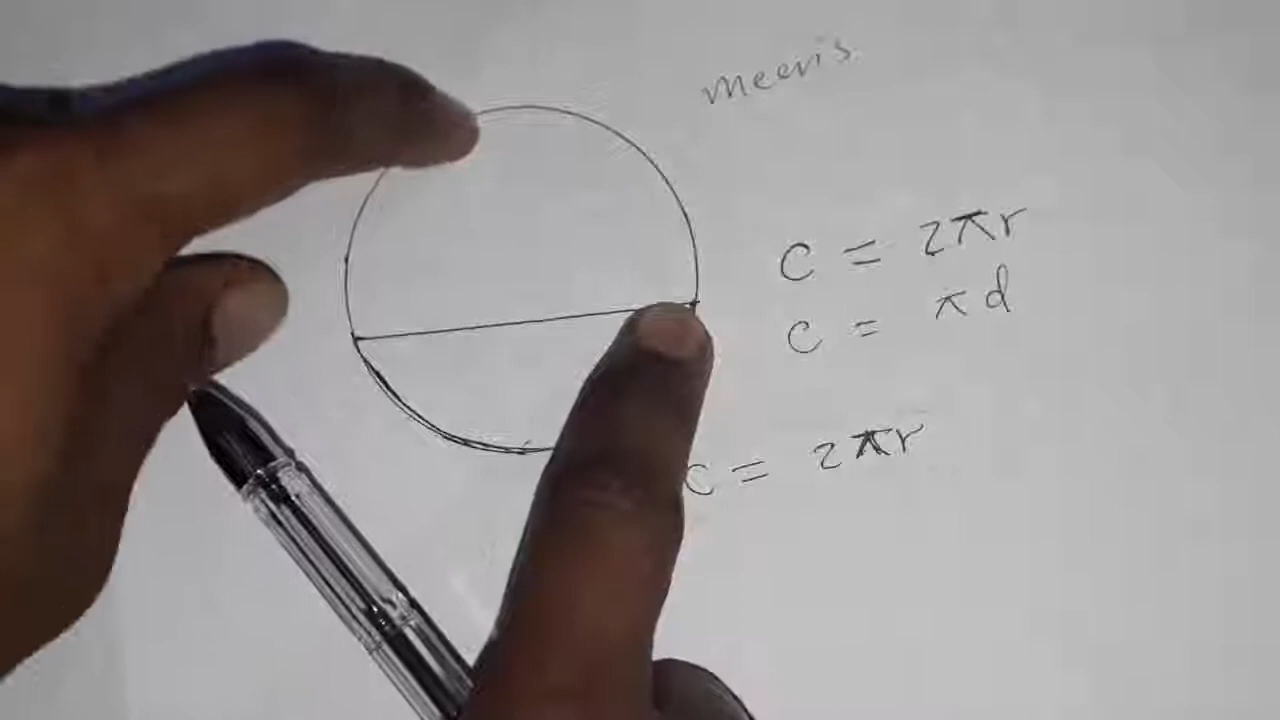 meeris
C = 2πr
C = πd
C = 2πr